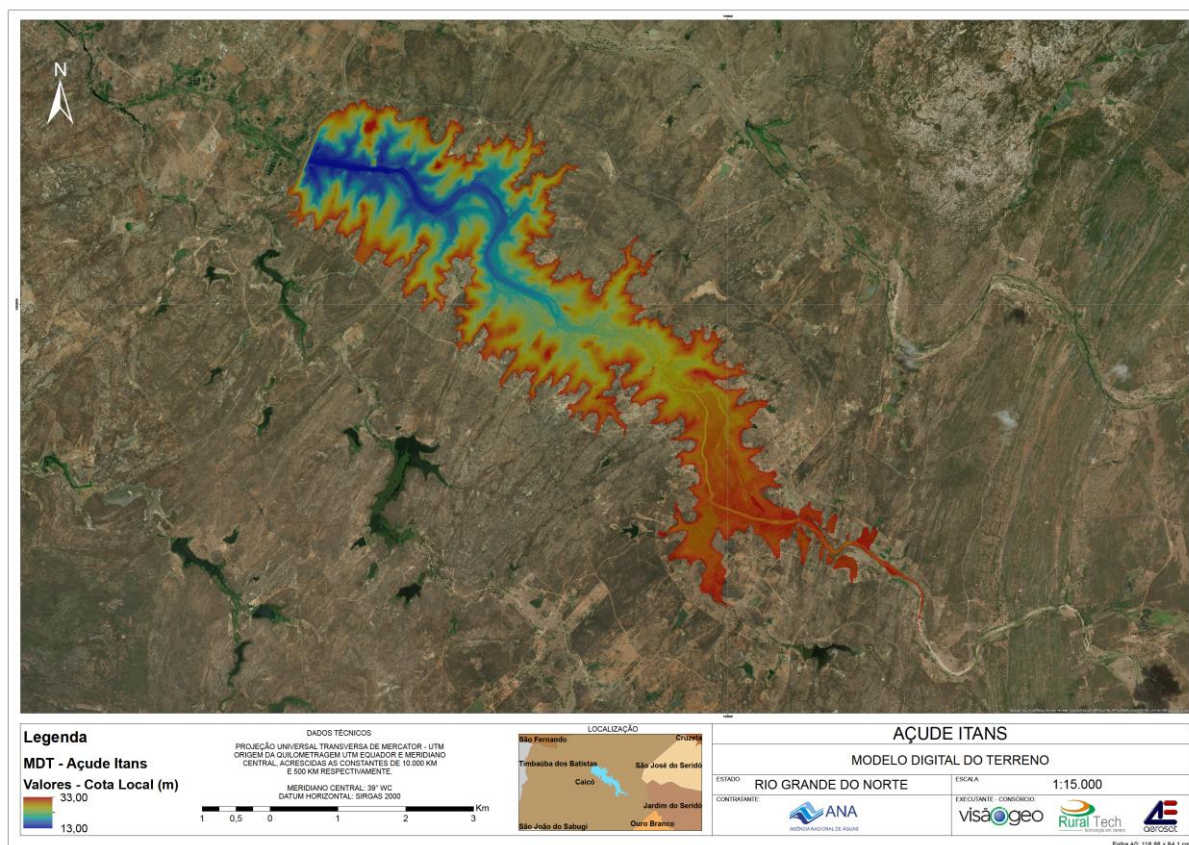 N
Legenda
MDT - Açude Itans
Valores - Cota Local (m)
33,00
13,00
DADOS TÉCNICOS
PROJEÇÃO UNIVERSAL TRANSVERSA DE MERCATOR - UTM
ORIGEM DA QUILOMETRAGEM UTM EQUADOR E MERIDIANO
CENTRAL, ACRESCIDAS AS CONSTANTES DE 10.000 KM
E 500 KM RESPECTIVAMENTE.
MERIDIANO CENTRAL: 39° WC
DATUM HORIZONTAL: SIRGAS 2000
1 0,5 0 1 2 3 Km
LOCALIZAÇÃO
São Fernando
Cruzeta
Timbaúba dos Batistas
São José do Seridó
Caicó
Jardim do Seridó
Ouro Branco
São João do Sabugi
AÇUDE ITANS
MODELO DIGITAL DO TERRENO
ESTADO:
RIO GRANDE DO NORTE
ESCALA:
1:15.000
CONTRATANTE:
ANA
AGÊNCIA NACIONAL DE ÁGUAS
EXECUTANTE - CONSÓRCIO:
visãogeo
Rural Tech
aerosat